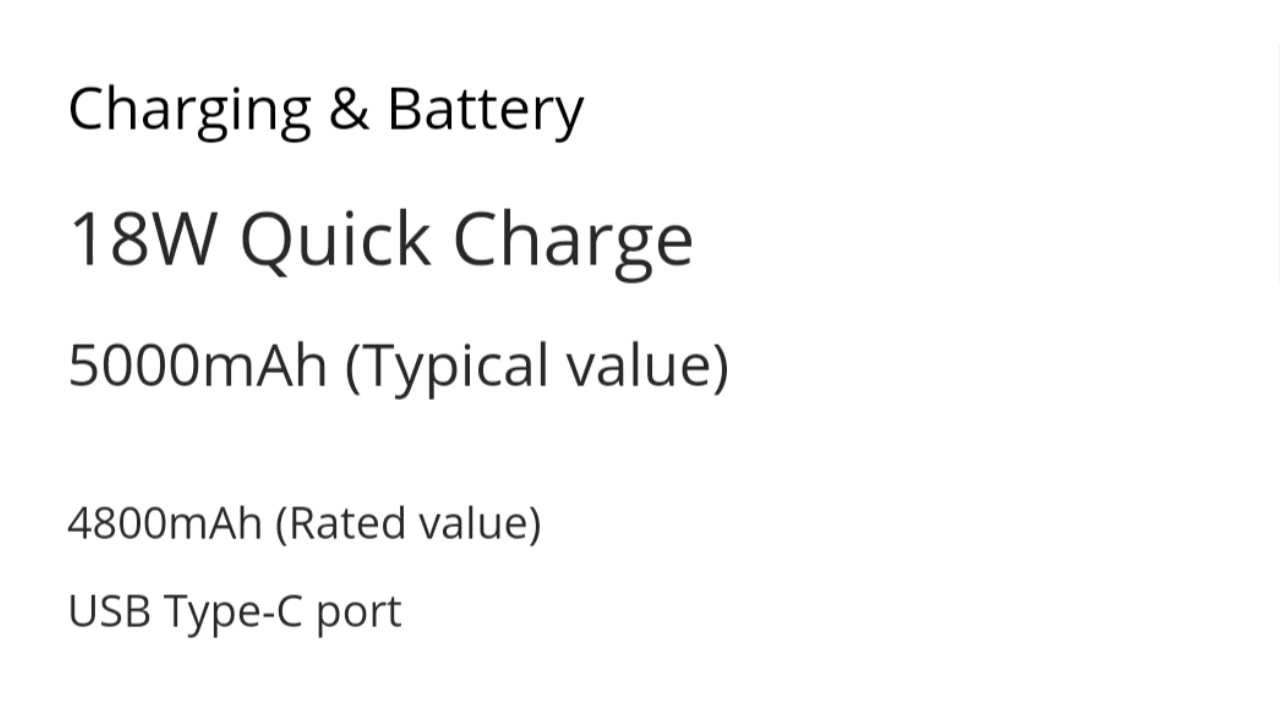 Charging & Battery
18W Quick Charge
5000mAh (Typical value)
4800mAh (Rated value)
USB Type-C port